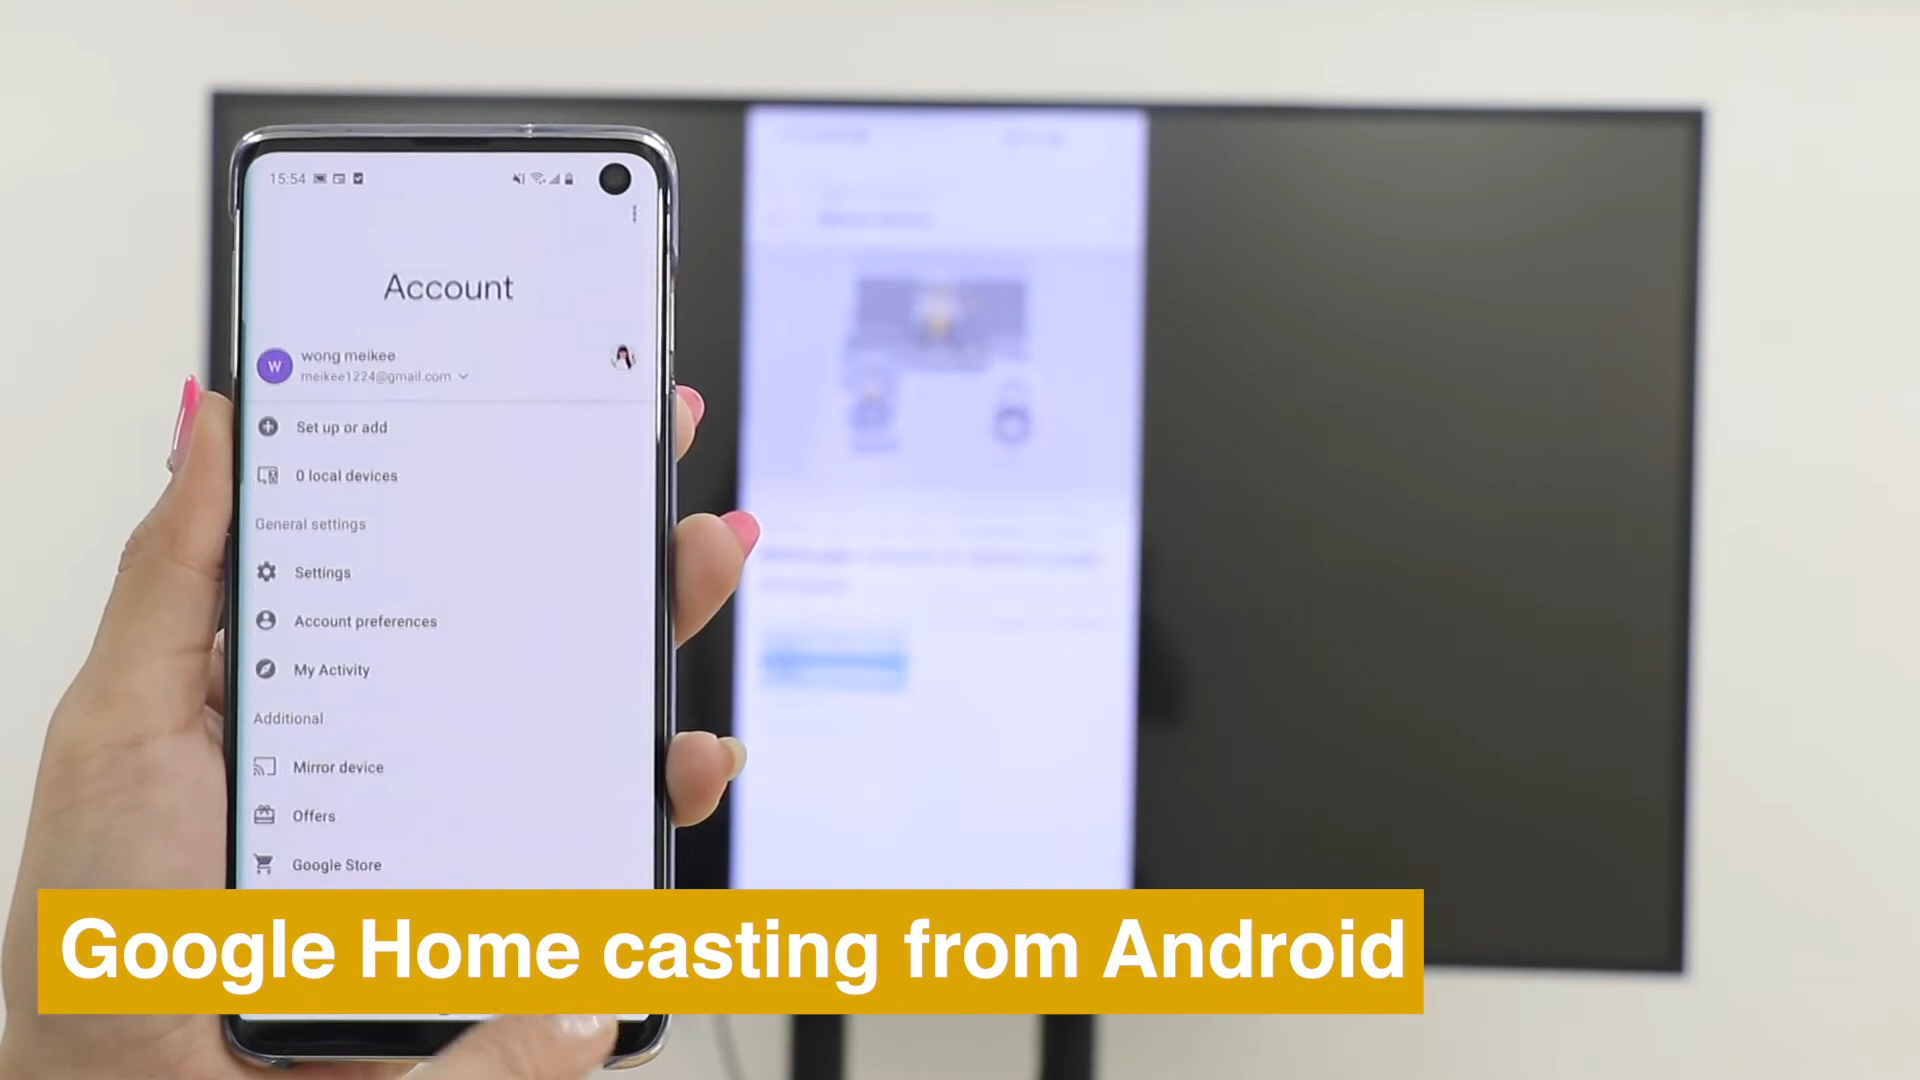 15:54
Account
W
wong meikee
meikee1224@gmail.com
Set up or add
0 local devices
General settings
Settings
Account preferences
My Activity
Additional
Mirror device
Offers
Google Store
Google Home casting from Android